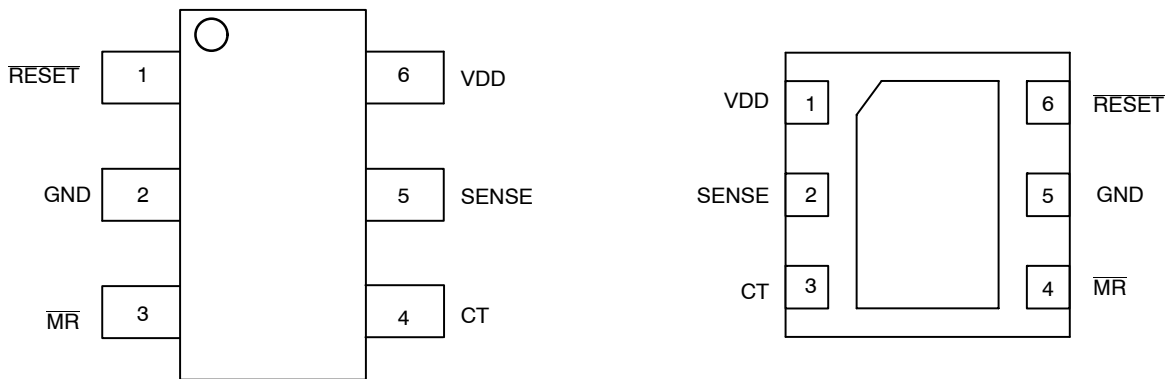 RESET 1 6 VDD
GND 2 5 SENSE
MR 3 4 CT
VDD 1 6 RESET
SENSE 2 5 GND
CT 3 4 MR